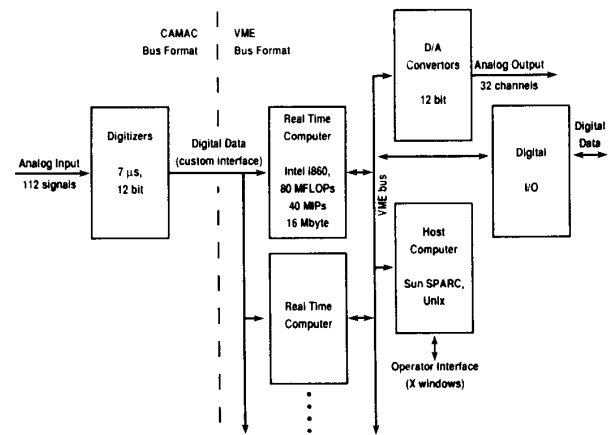 CAMAC
Bus Format
VME
Bus Format
D/A
Convertors
12 bit
Analog Output
32 channels
Digitizers
7 μs,
12 bit
Analog Input
112 signals
Digital Data
(custom interface)
Real Time
Computer
Intel i860,
80 MFLOPs
40 MIPs
16 Mbyte
VME bus
Digital
I/O
Digital
Data
Host
Computer
Sun SPARC,
Unix
Real Time
Computer
Operator Interface
(X windows)